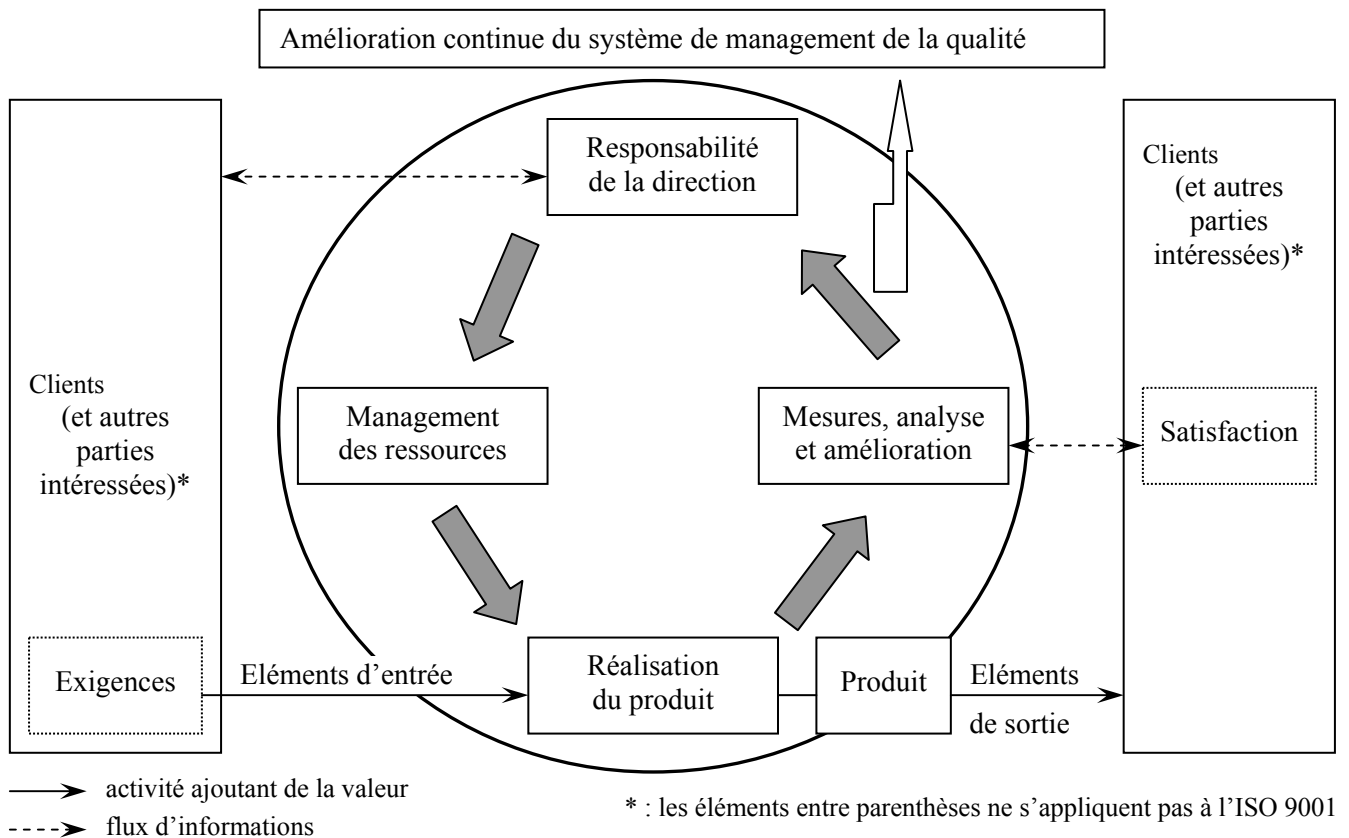 Amélioration continue du système de management de la qualité
Responsabilité
de la direction
Clients
(et autres
parties
intéressées)*
Clients
(et autres
parties
intéressées)*
Management
des ressources
Mesures, analyse
et amélioration
Satisfaction
Exigences
Eléments d’entrée
Réalisation
du produit
Produit
Eléments
de sortie
activité ajoutant de la valeur
flux d’informations
* : les éléments entre parenthèses ne s’appliquent pas à l’ISO 9001